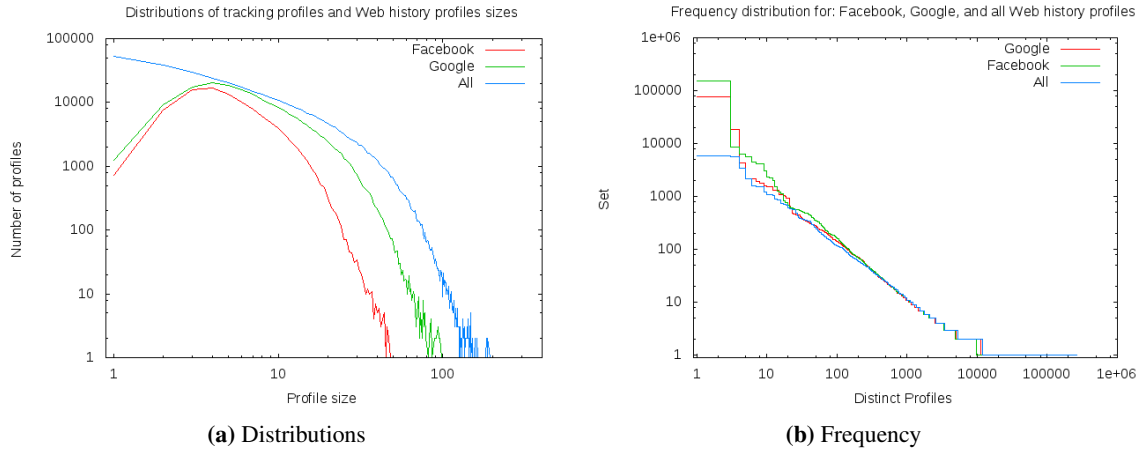 Distributions of tracking profiles and Web history profiles sizes
100000
10000
1000
100
10
1
Number of profiles
Facebook
Google
All
1
10
100
Profile size
(a) Distributions
Frequency distribution for: Facebook, Google, and all Web history profiles
1e+06
100000
10000
1000
100
10
1
Set
Google
Facebook
All
1
10
100
1000
10000
100000
1e+06
Distinct Profiles
(b) Frequency